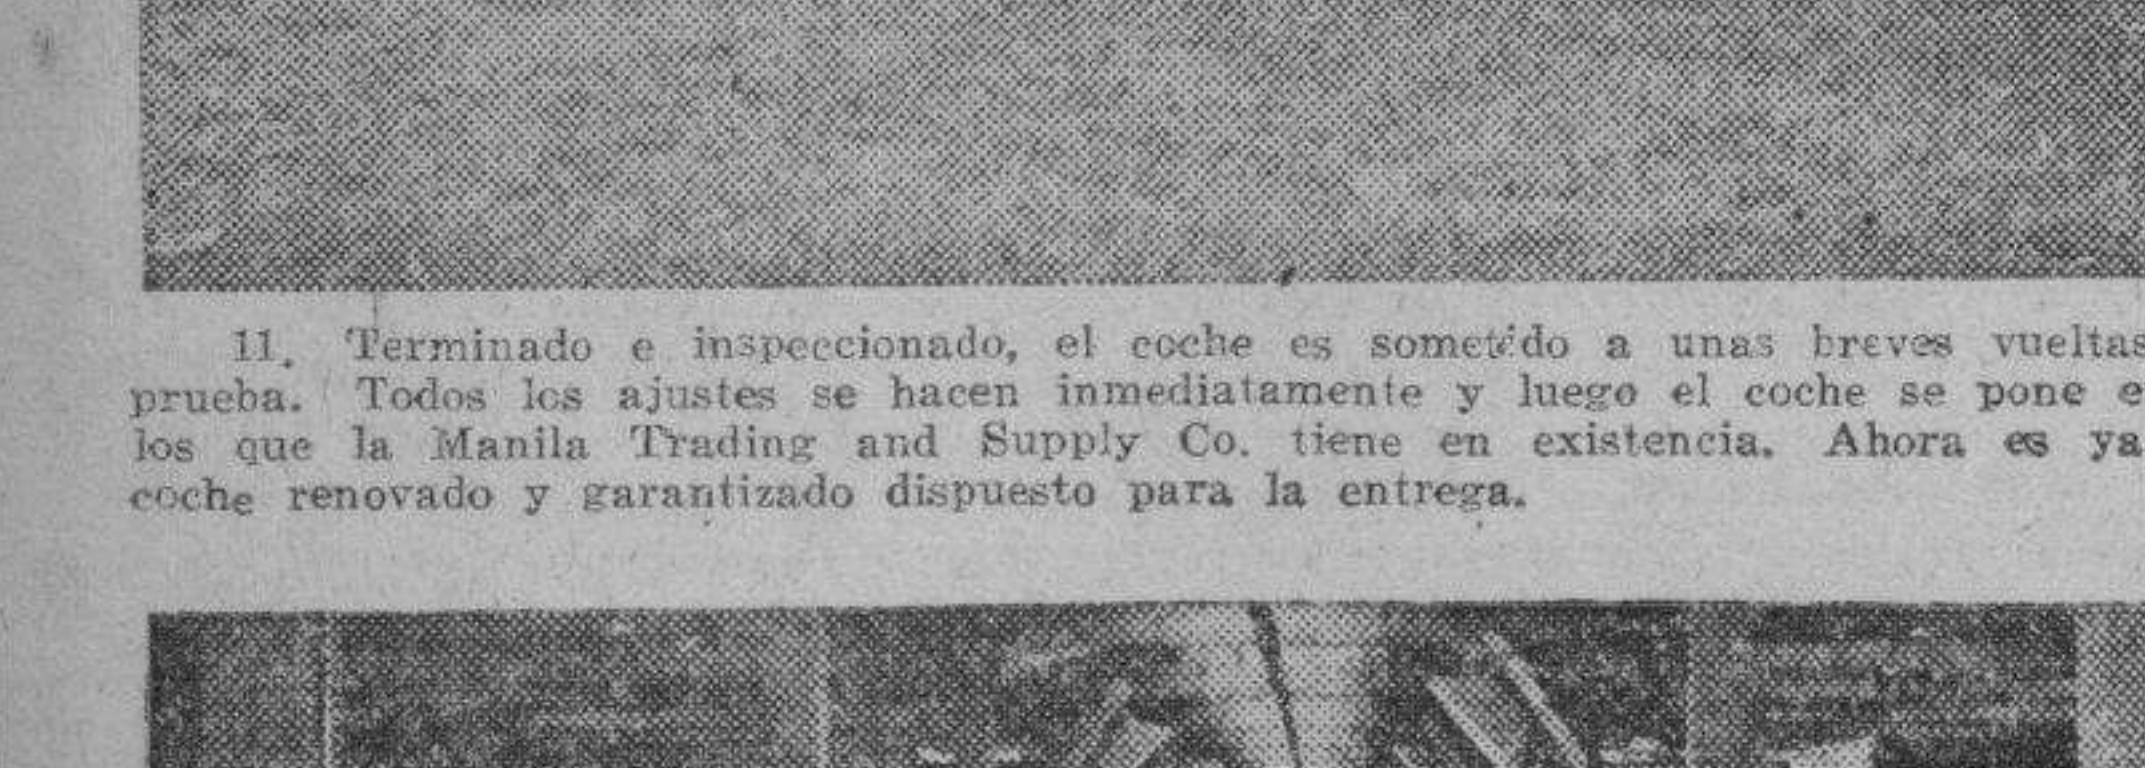 11. Terminado e inspeccionado, el coche es sometido a unas breves vueltas
prueba. Todos los ajustes se hacen inmediatamente y luego el coche se pone
los que la Manila Trading and Supply Co. tiene en existencia. Ahora es ya
coche renovado y garantizado dispuesto para la entrega.